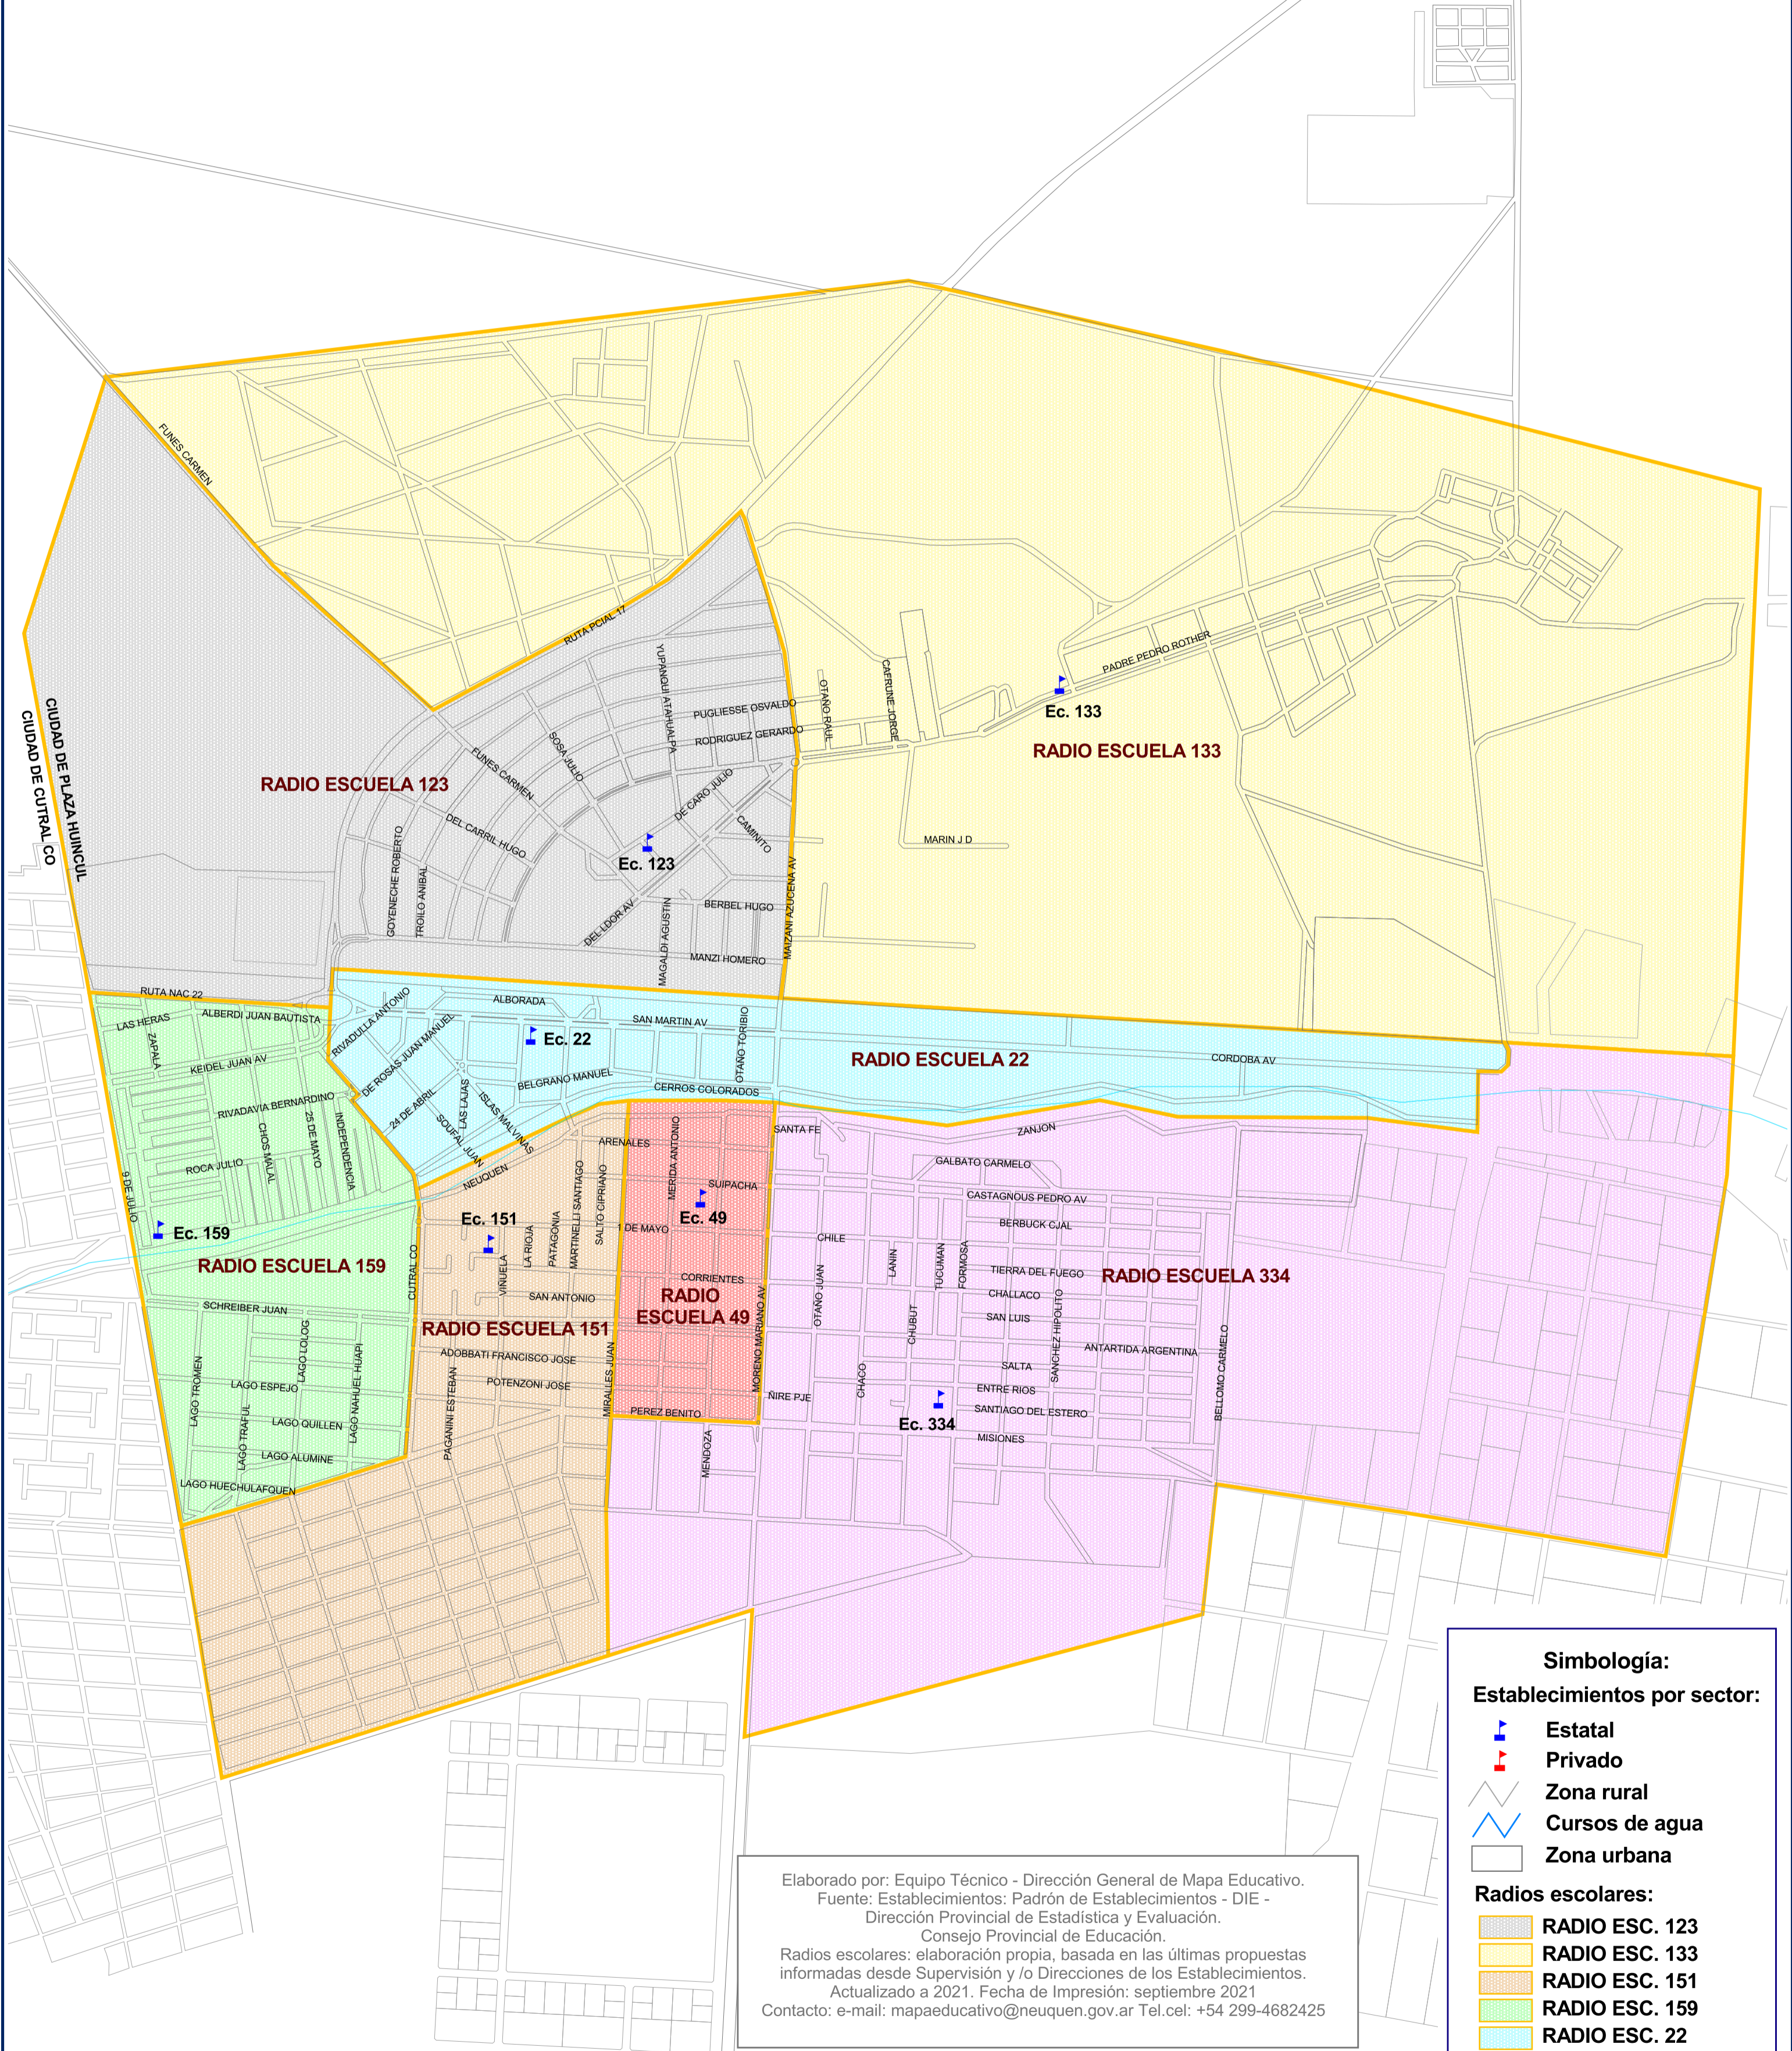 FUNES CARMEN
RUTA PCIAL 17
YUPANQUI ATAHUALPA
PUGLIESSE OSVALDO
RODRIGUEZ GERARDO
OTAÑO RAUL
CAFRUNE JORGE
PADRE PEDRO ROTHER
Ec. 133
RADIO ESCUELA 133
CIUDAD DE PLAZA HUINCUL
CIUDAD DE CUTRAL CO
RADIO ESCUELA 123
FUNES CARMEN
SOSA JULIO
DE CARO JULIO
CAMINITO
DEL CARRIL HUGO
GOYENECHE ROBERTO
TROILO ANIBAL
Ec. 123
MARIN J D
MAIZANI AZUCENA AV
BERBEL HUGO
DEL LDOR AV
MAGALDI AGUSTIN
MANZI HOMERO
RUTA NAC 22
LAS HERAS
ZAPALA
ALBERDI JUAN BAUTISTA
KEIDEL JUAN AV
RIVADULLA ANTONIO
DE ROSAS JUAN MANUEL
ALBORADA
SAN MARTIN AV
OTAÑO TORIBIO
Ec. 22
RADIO ESCUELA 22
CORDOBA AV
BELGRANO MANUEL
CERROS COLORADOS
RIVADAVIA BERNARDINO
24 DE ABRIL
LAS LAJAS
ISLAS MALVINAS
SOUFAL JUAN
CHOS MALAL
25 DE MAYO
INDEPENDENCIA
ROCA JULIO
9 DE JULIO
NEUQUEN
ARENALES
MERIDA ANTONIO
SANTA FE
ZANJON
GALBATO CARMELO
SUIPACHA
CASTAGNOUS PEDRO AV
Ec. 159
RADIO ESCUELA 159
Ec. 151
LA RIOJA
PATAGONIA
MARTINELLI SANTIAGO
SALTO CIPRIANO
Ec. 49
1 DE MAYO
CHILE
BERBUCK CJAL
LANIN
TUCUMAN
FORMOSA
TIERRA DEL FUEGO
RADIO ESCUELA 334
CUTRAL CO
VIÑUELA
SAN ANTONIO
CORRIENTES
RADIO
ESCUELA 49
OTAÑO JUAN
CHALLACO
SAN LUIS
CHUBUT
SANCHEZ HIPOLITO
ANTARTIDA ARGENTINA
SCHREIBER JUAN
RADIO ESCUELA 151
LAGO LOLOG
LAGO NAHUEL HUAPI
ADOBBATI FRANCISCO JOSE
POTENZONI JOSE
MIRALLES JUAN
MORENO MARIANO AV
SALTA
LAGO TROMEN
LAGO ESPEJO
LAGO TRAFUL
LAGO QUILLEN
PAGANINI ESTEBAN
PEREZ BENITO
ÑIRE PJE
CHACO
ENTRE RIOS
SANTIAGO DEL ESTERO
BELLOMO CARMELO
Ec. 334
MISIONES
LAGO ALUMINE
LAGO HUECHULAFQUEN
MENDOZA
Elaborado por: Equipo Técnico - Dirección General de Mapa Educativo.
Fuente: Establecimientos: Padrón de Establecimientos - DIE -
Dirección Provincial de Estadística y Evaluación.
Consejo Provincial de Educación.
Radios escolares: elaboración propia, basada en las últimas propuestas
informadas desde Supervisión y /o Direcciones de los Establecimientos.
Actualizado a 2021. Fecha de Impresión: septiembre 2021
Contacto: e-mail: mapaeducativo@neuquen.gov.ar Tel.cel: +54 299-4682425
Simbología:
Establecimientos por sector:
Estatal
Privado
Zona rural
Cursos de agua
Zona urbana
Radios escolares:
RADIO ESC. 123
RADIO ESC. 133
RADIO ESC. 151
RADIO ESC. 159
RADIO ESC. 22